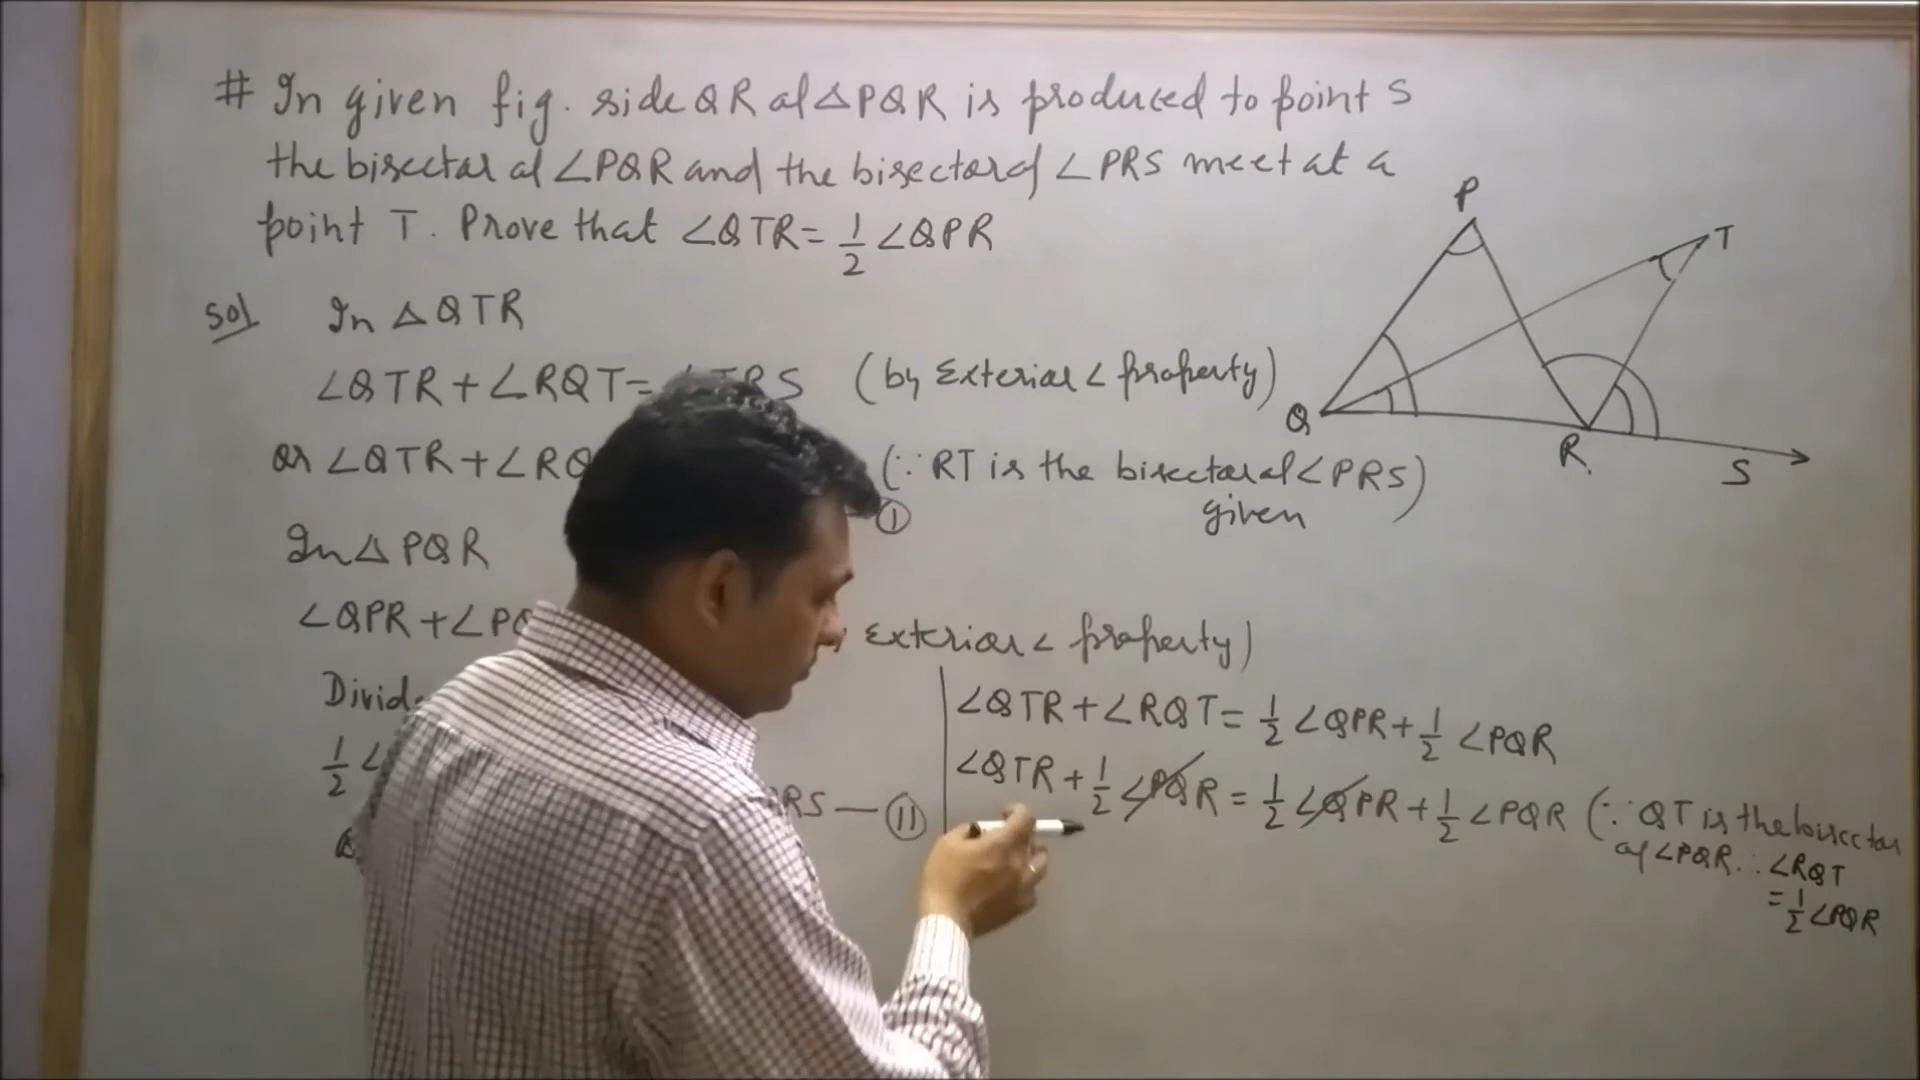 # In given fig. side QR of △PQR is produced to point S
the bisector of ∠PQR and the bisector of ∠PRS meet at a
point T. Prove that ∠QTR = 1/2 ∠QPR
Sol In △QTR
∠QTR + ∠RQT = ∠TRS (by Exterior ∠ property)
or ∠QTR + ∠RQ (∵ RT is the bisector of ∠PRS)
given
①
In △PQR
∠QPR + ∠PQ Exterior ∠ property)
Divid
1/2 ∠ PRS — ⑪
∠QTR + ∠RQT = 1/2 ∠QPR + 1/2 ∠PQR
∠QTR + 1/2 ∠PQR = 1/2 ∠QPR + 1/2 ∠PQR (∵ QT is the bisector
of ∠PQR. ∴ ∠RQT
= 1/2 ∠PQR
P
T
Q
R
S